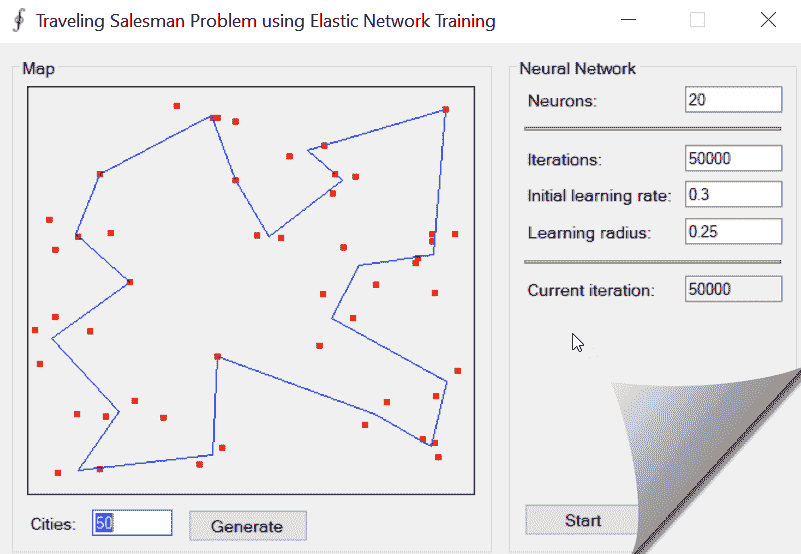 Traveling Salesman Problem using Elastic Network Training
Map
Neural Network
Neurons: 20
Iterations: 50000
Initial learning rate: 0.3
Learning radius: 0.25
Current iteration: 50000
Cities: 50 Generate
Start